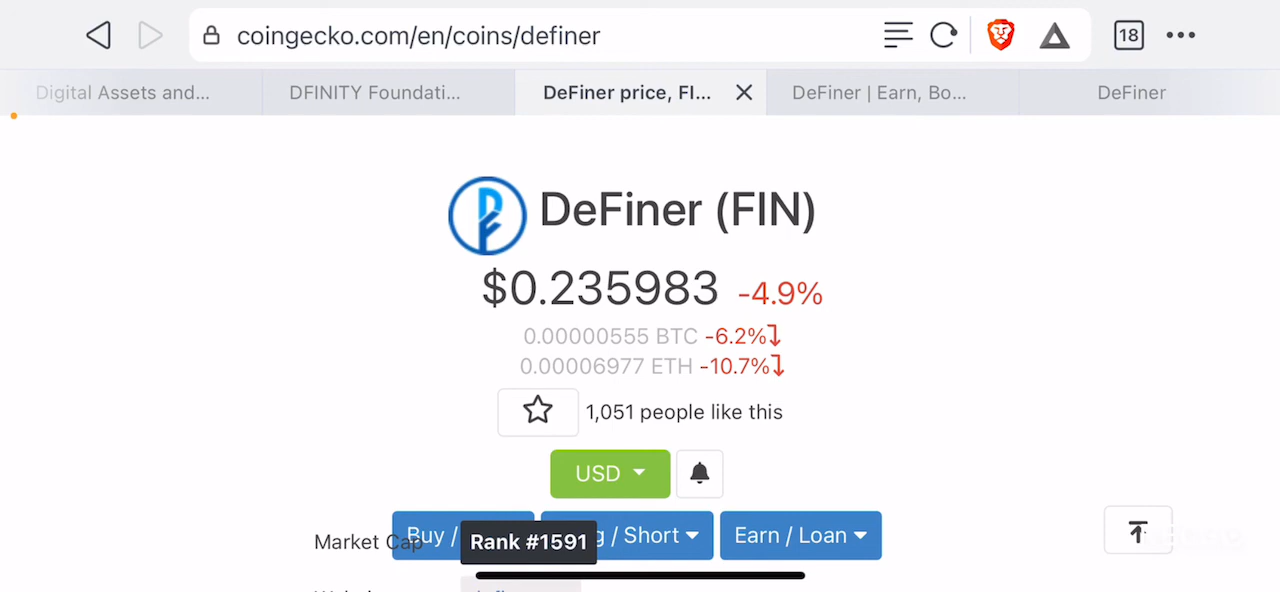 coingecko.com/en/coins/definer
18
Digital Assets and...
DFINITY Foundati...
DeFiner price, FI...
DeFiner | Earn, Bo...
DeFiner
DeFiner (FIN)
$0.235983 -4.9%
0.00000555 BTC -6.2%
0.00006977 ETH -10.7%
1,051 people like this
USD
Buy /
/ Short
Earn / Loan
Market Cap
Rank #1591